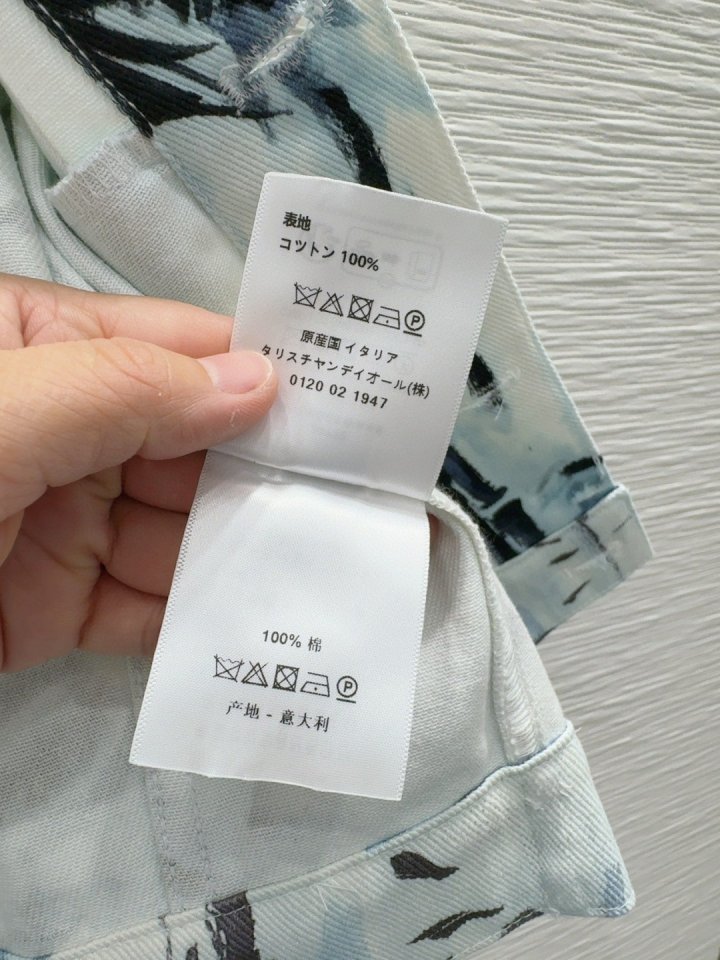 表地
コットン 100%
原産国 イタリア
タリスチャンディオール(株)
0120 02 1947
100% 棉
产地 - 意大利